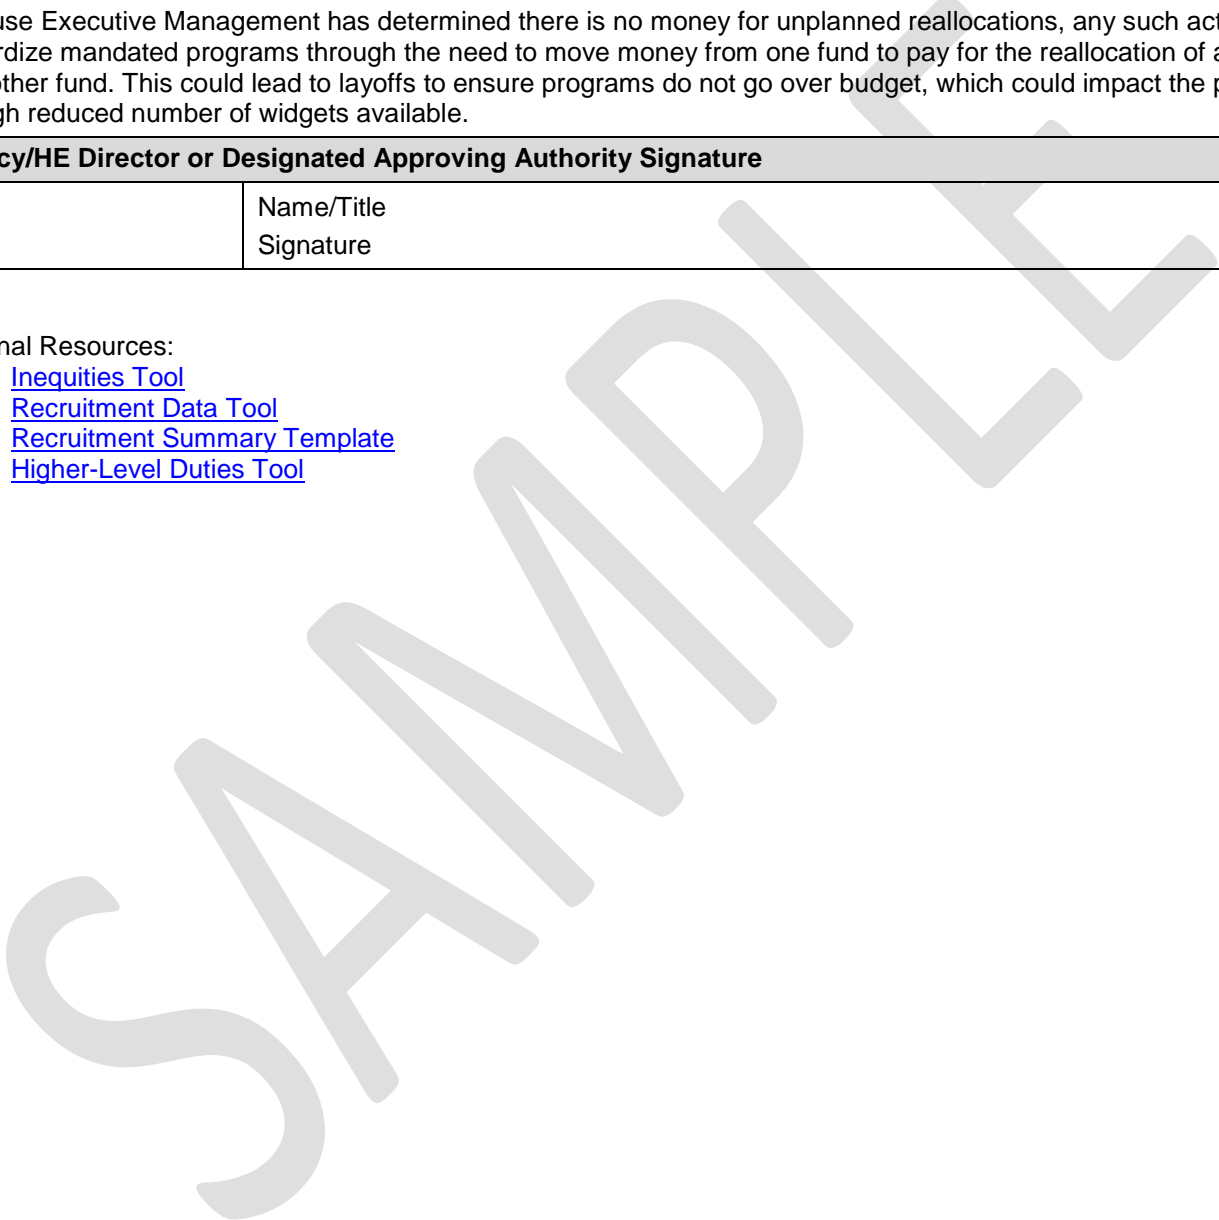 use Executive Management has determined there is no money for unplanned reallocations, any such act
rdize mandated programs through the need to move money from one fund to pay for the reallocation of a
other fund. This could lead to layoffs to ensure programs do not go over budget, which could impact the p
gh reduced number of widgets available.
cy/HE Director or Designated Approving Authority Signature
Name/Title
Signature
nal Resources:
Inequities Tool
Recruitment Data Tool
Recruitment Summary Template
Higher-Level Duties Tool
SAMPLE